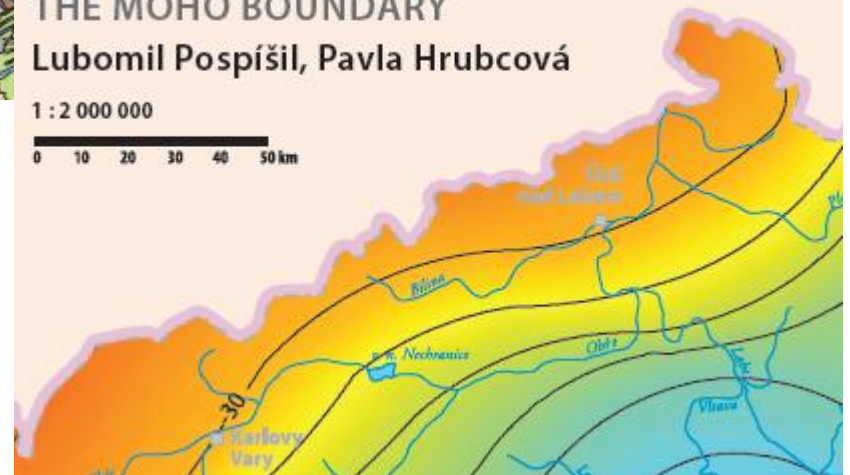 THE MOHO BOUNDARY
Lubomil Pospíšil, Pavla Hrubcová
1 : 2 000 000
0 10 20 30 40 50 km
Ústí
nad Labem
Bílina
v. n. Nechranice
Ohře
Labe
Vltava
-30
Karlovy
Vary